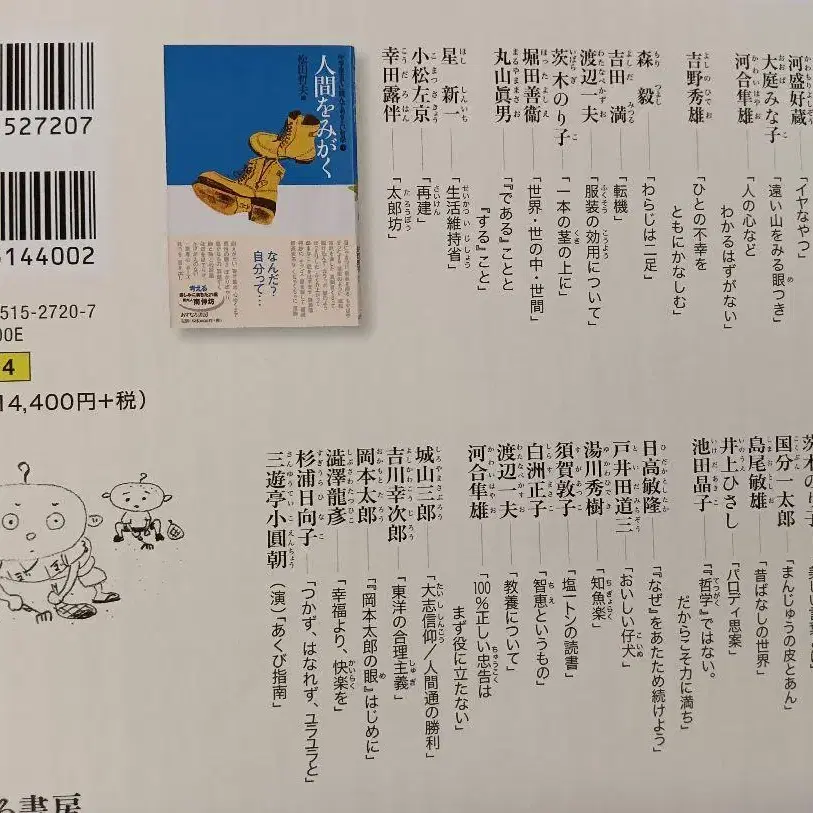 河盛好蔵「イヤなやつ」
大庭みな子「遠い山をみる眼つき」
河合隼雄「人の心など
わかるはずがない」
吉野秀雄「ひとの不幸を
ともにかなしむ」
森 毅「わらじは二足」
吉田 満「転機」
渡辺一夫「服装の効用について」
茨木のり子「一本の茎の上に」
堀田善衞「世界・世の中・世間」
丸山眞男「『である』ことと
『する』こと」
星 新一「生活維持省」
小松左京「再建」
幸田露伴「太郎坊」
人間をみがく
松田哲夫
なんだ?
自分って…
考える
南伸坊
あすなろ書房
527207
144002
515-2720-7
00E
4
14,400円+税)
茨木のり子
国分一太郎「まんじゅうの皮とあん」
島尾敏雄「昔ばなしの世界」
井上ひさし「パロディ思案」
池田晶子「『哲学』ではない。
だからこそ力に満ち」
日高敏隆「『なぜ』をあたため続けよう」
戸井田道三「おいしい仔犬」
湯川秀樹「知魚楽」
須賀敦子「塩一トンの読書」
白洲正子「智恵というもの」
渡辺一夫「教養について」
河合隼雄「100%正しい忠告は
まず役に立たない」
城山三郎「大志信仰/人間通の勝利」
吉川幸次郎「東洋の合理主義」
岡本太郎「『岡本太郎の眼』はじめに」
澁澤龍彦「幸福より、快楽を」
杉浦日向子「つかず、はなれず、ユラユラと」
三遊亭小圓朝(演)「あくび指南」
書房